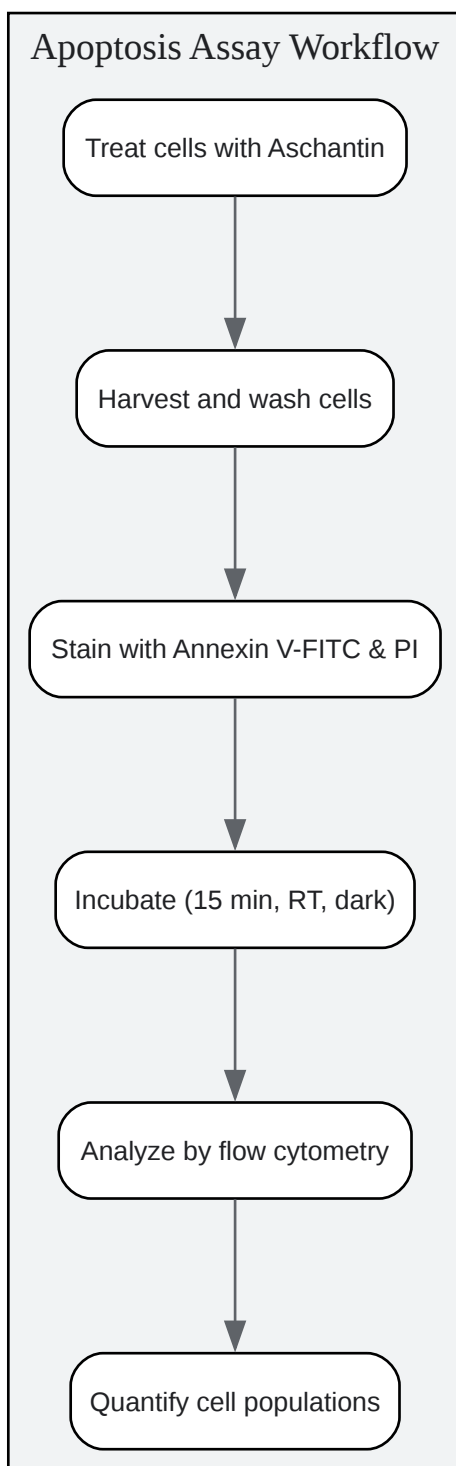 Apoptosis Assay Workflow
Treat cells with Aschantin
Harvest and wash cells
Stain with Annexin V-FITC & PI
Incubate (15 min, RT, dark)
Analyze by flow cytometry
Quantify cell populations